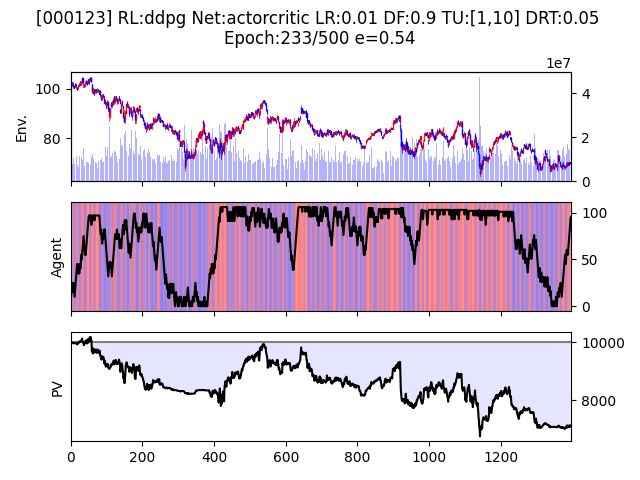 [000123] RL:ddpg Net:actorcritic LR:0.01 DF:0.9 TU:[1,10] DRT:0.05
Epoch:233/500 e=0.54
1e7
100
80
Env.
4
2
0
Agent
100
50
0
PV
10000
8000
0 200 400 600 800 1000 1200